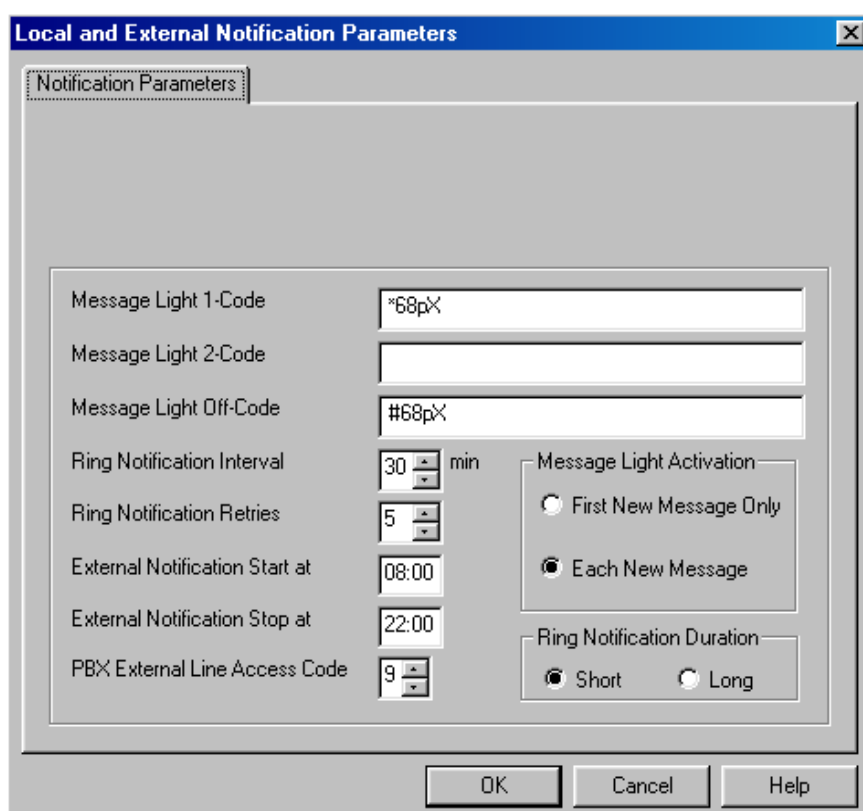 Local and External Notification Parameters
Notification Parameters
Message Light 1-Code *68pX
Message Light 2-Code
Message Light Off-Code #68pX
Ring Notification Interval 30 min
Ring Notification Retries 5
External Notification Start at 08:00
External Notification Stop at 22:00
PBX External Line Access Code 9
Message Light Activation
First New Message Only
Each New Message
Ring Notification Duration
Short Long
OK Cancel Help